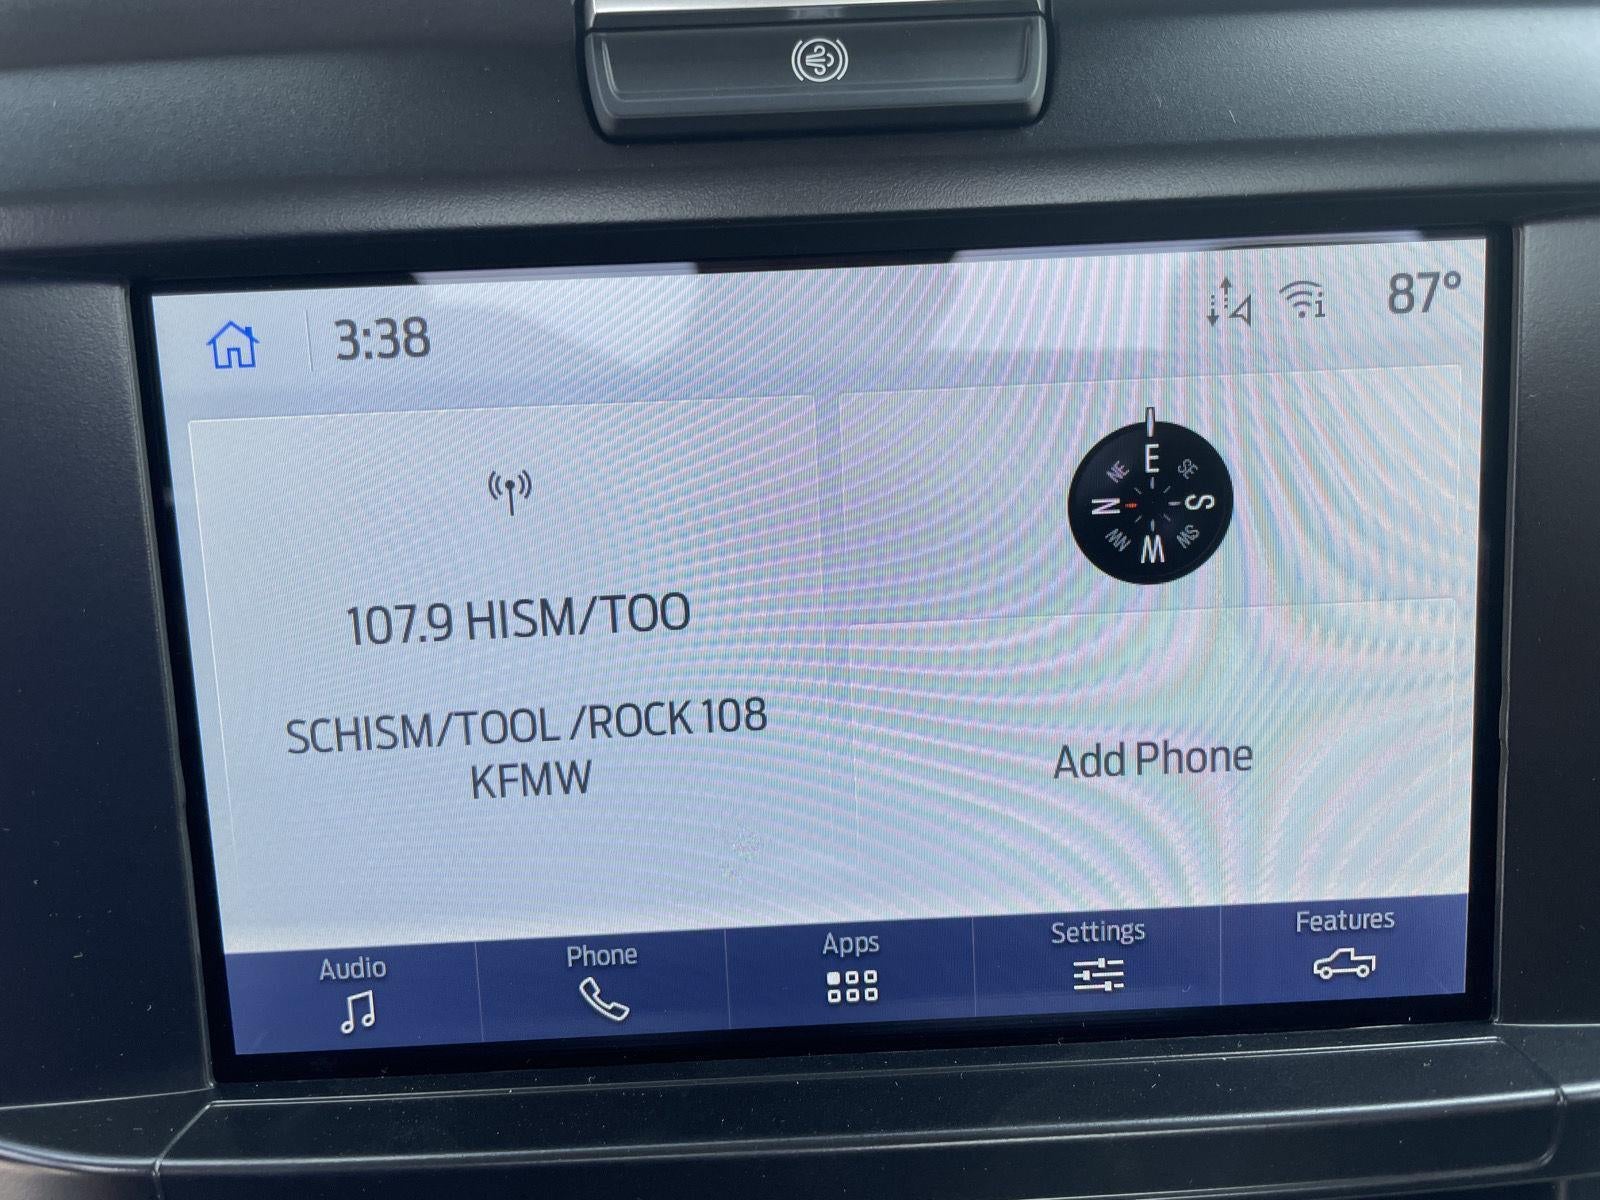 3:38
87°
107.9 HISM/TOO
SCHISM/TOOL /ROCK 108
KFMW
E
NE
SE
N
S
NW
SW
W
Add Phone
Audio
Phone
Apps
Settings
Features